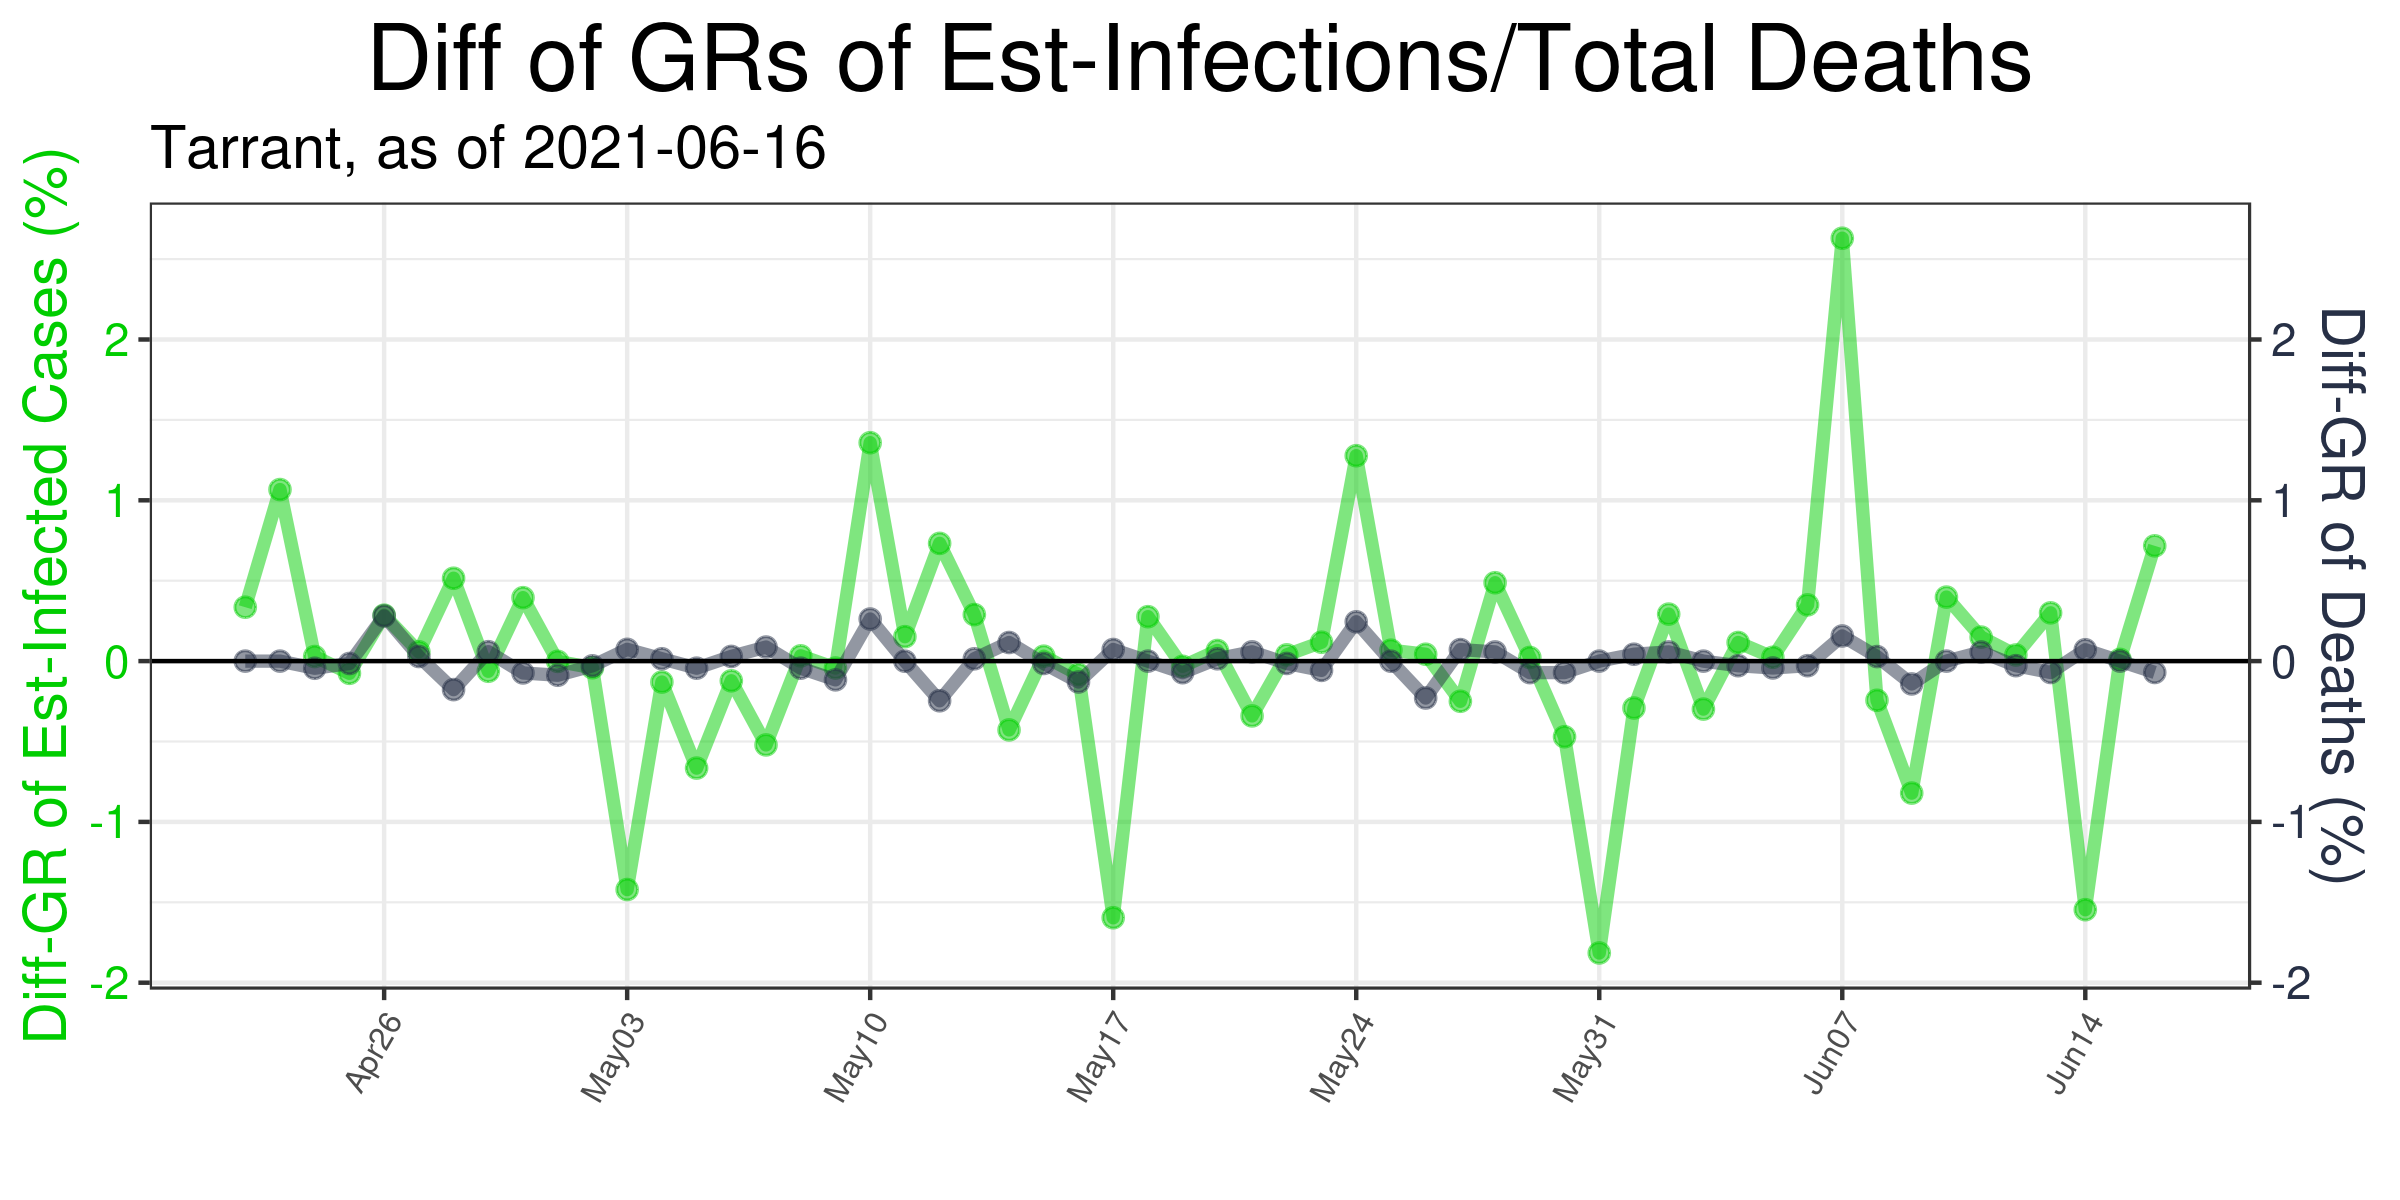 Diff of GRs of Est-Infections/Total Deaths
Tarrant, as of 2021-06-16
Diff-GR of Est-Infected Cases (%)
2
1
0
-1
-2
2
1
0
-1
-2
Diff-GR of Deaths (%)
Apr26
May03
May10
May17
May24
May31
Jun07
Jun14